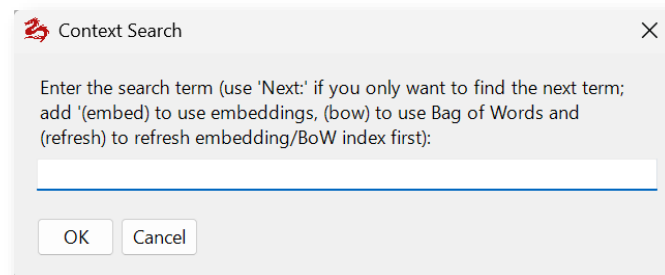 Context Search
Enter the search term (use 'Next:' if you only want to find the next term;
add '(embed) to use embeddings, (bow) to use Bag of Words and
(refresh) to refresh embedding/BoW index first):
OK Cancel